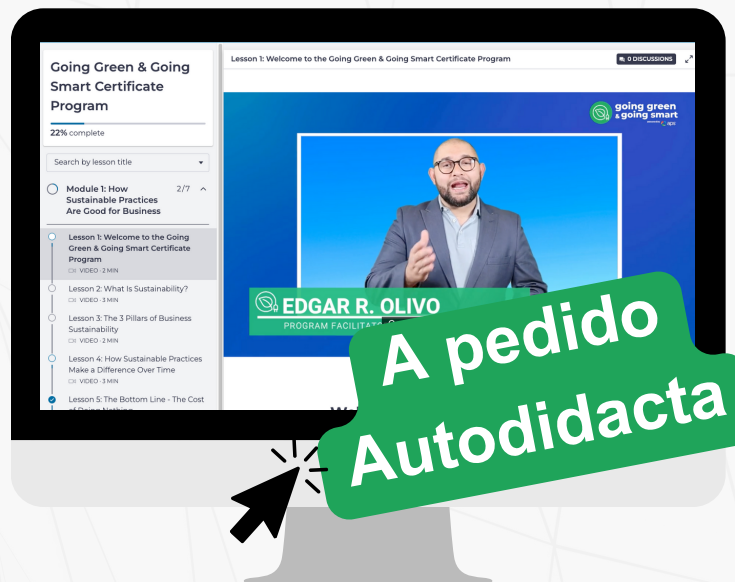 Going Green & Going
Smart Certificate
Program
22% complete
Search by lesson title
Module 1: How
Sustainable Practices
Are Good for Business
2/7
Lesson 1: Welcome to the Going
Green & Going Smart Certificate
Program
VIDEO · 2 MIN
Lesson 2: What Is Sustainability?
VIDEO · 3 MIN
Lesson 3: The 3 Pillars of Business
Sustainability
VIDEO · 2 MIN
Lesson 4: How Sustainable Practices
Make a Difference Over Time
VIDEO · 3 MIN
Lesson 5: The Bottom Line - The Cost
of Doing Nothing
Lesson 1: Welcome to the Going Green & Going Smart Certificate Program
0 DISCUSSIONS
going green
& going smart
aps
EDGAR R. OLIVO
PROGRAM FACILITAT
A pedido
Autodidacta